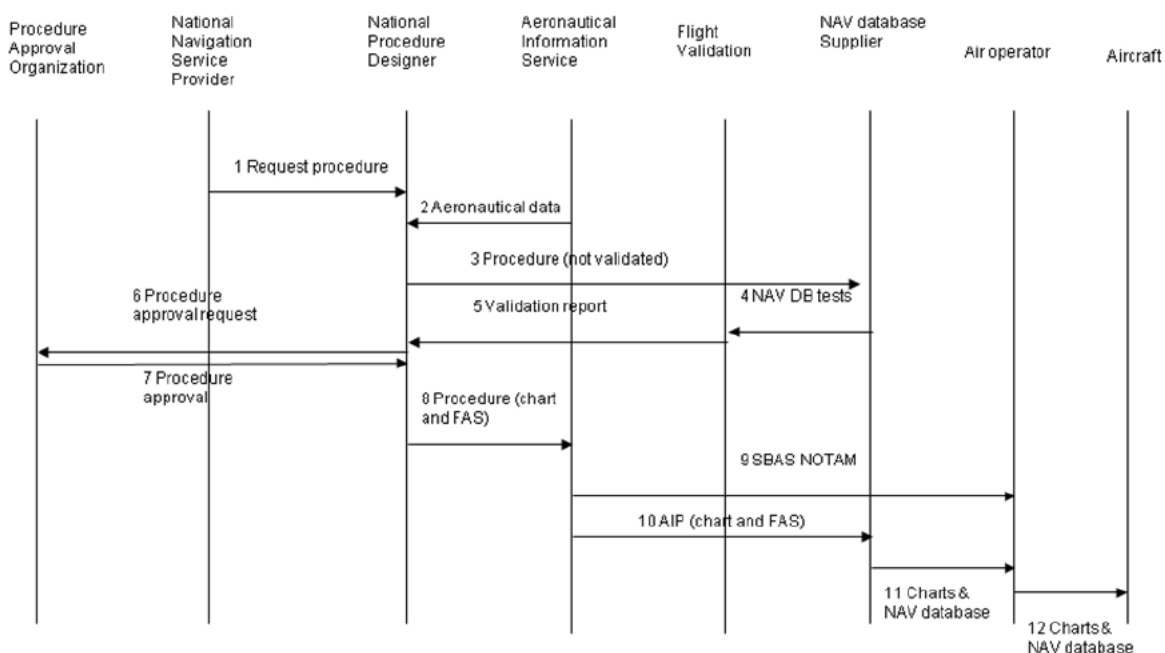 Procedure
Approval
Organization
National
Navigation
Service
Provider
National
Procedure
Designer
Aeronautical
Information
Service
Flight
Validation
NAV database
Supplier
Air operator
Aircraft
1 Request procedure
2 Aeronautical data
3 Procedure (not validated)
4 NAV DB tests
5 Validation report
6 Procedure
approval request
7 Procedure
approval
8 Procedure (chart
and FAS)
9 SBAS NOTAM
10 AIP (chart and FAS)
11 Charts &
NAV database
12 Charts &
NAV database